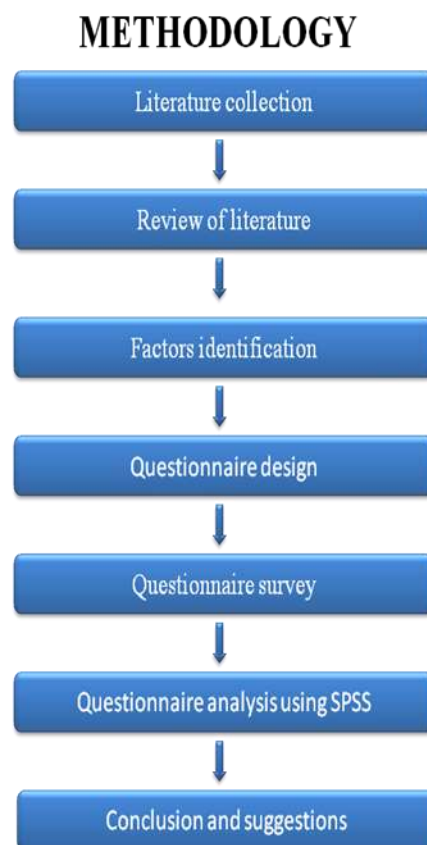 METHODOLOGY
Literature collection
Review of literature
Factors identification
Questionnaire design
Questionnaire survey
Questionnaire analysis using SPSS
Conclusion and suggestions